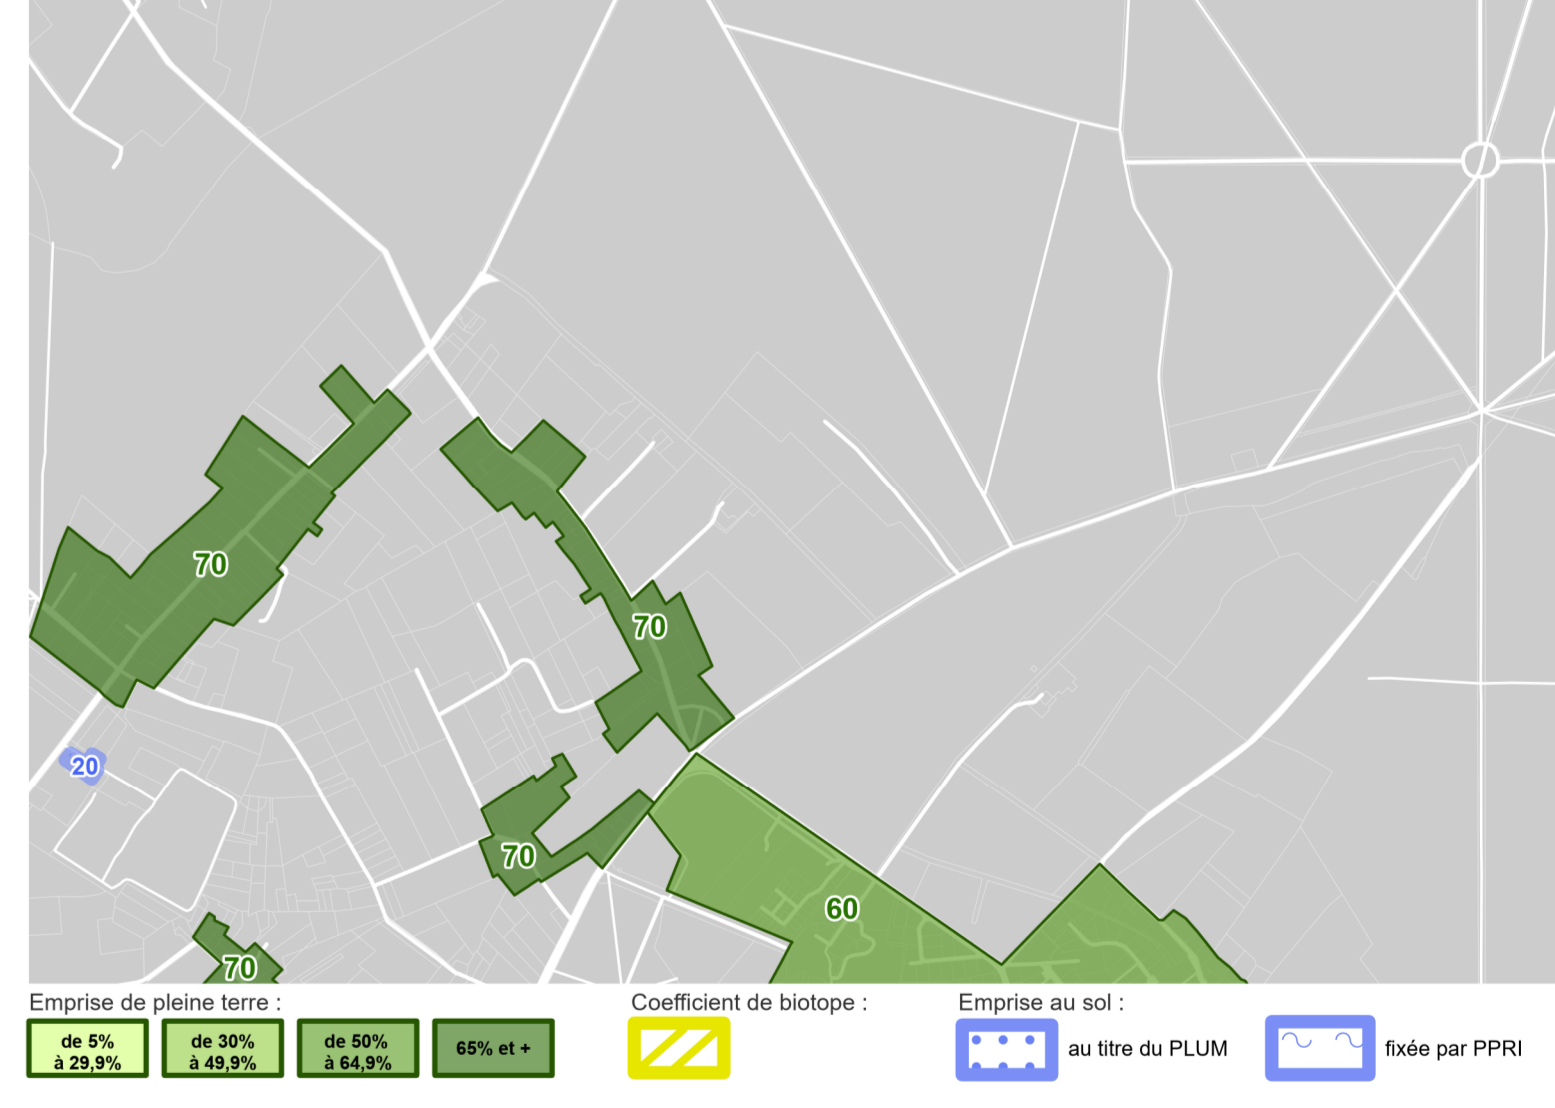 70
70
20
70
60
70
Emprise de pleine terre :
Coefficient de biotope :
Emprise au sol :
de 5%
à 29,9%
de 30%
à 49,9%
de 50%
à 64,9%
65% et +
au titre du PLUM
fixée par PPRI